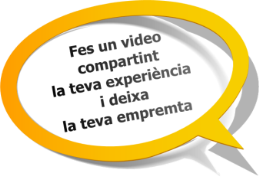 Fes un video
compartint
la teva experiència
i deixa
la teva empremta